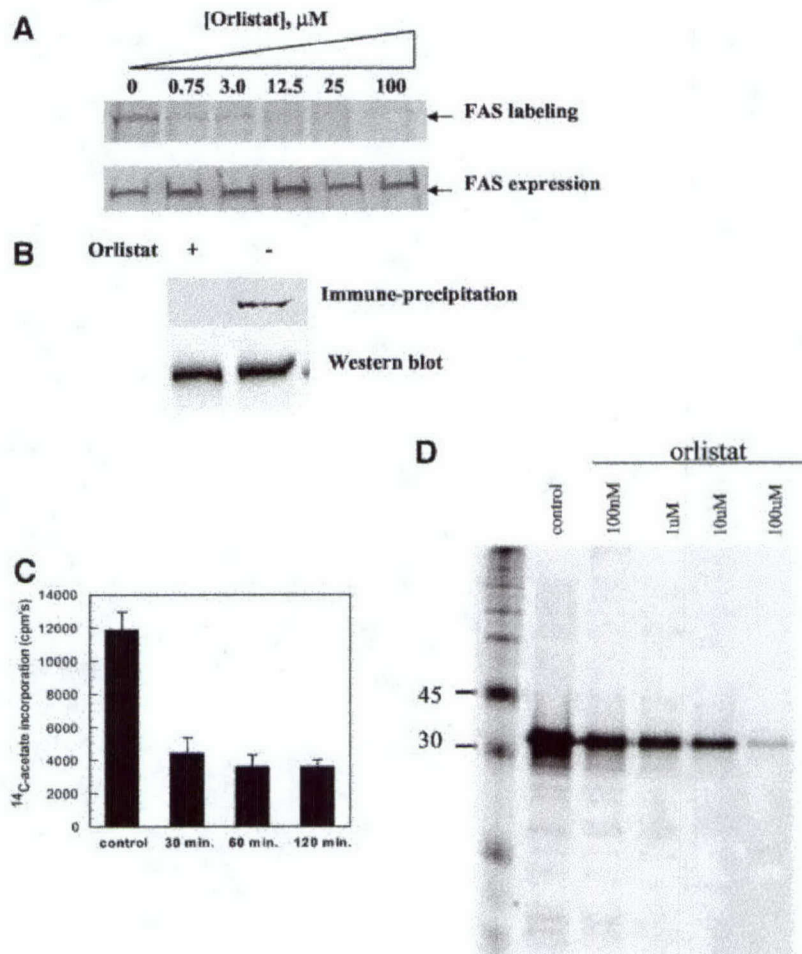 A
[Orlistat], µM
0 0.75 3.0 12.5 25 100
FAS labeling
FAS expression
B
Orlistat + -
Immune-precipitation
Western blot
C
14C-acetate incorporation (cpm's)
14000
12000
10000
8000
6000
4000
2000
0
control 30 min. 60 min. 120 min.
D
orlistat
control 100nM 1uM 10uM 100uM
45
30